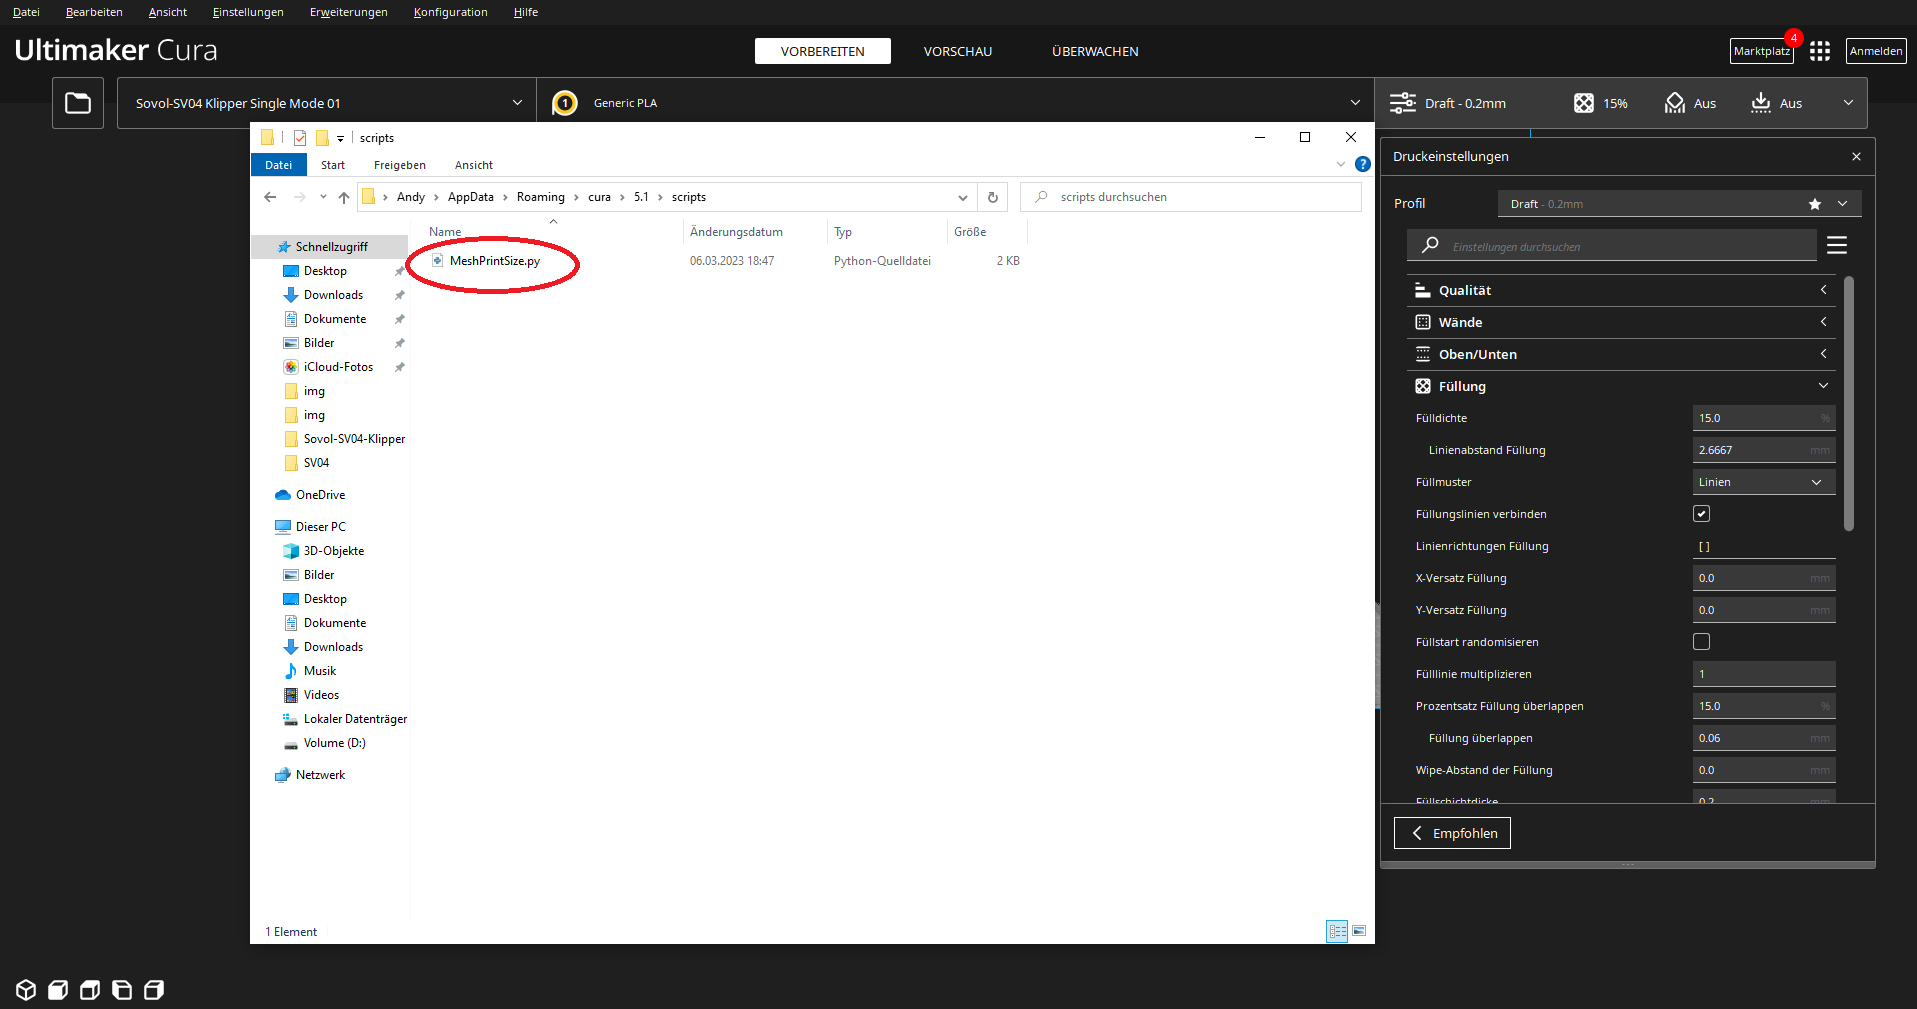 Datei Bearbeiten Ansicht Einstellungen Erweiterungen Konfiguration Hilfe
Ultimaker Cura
VORBEREITEN VORSCHAU ÜBERWACHEN
Marktplatz 4 Anmelden
Sovol-SV04 Klipper Single Mode 01
1 Generic PLA
Draft - 0.2mm 15% Aus Aus
scripts
Datei Start Freigeben Ansicht ?
Andy AppData Roaming cura 5.1 scripts
scripts durchsuchen
Name Änderungsdatum Typ Größe
MeshPrintSize.py 06.03.2023 18:47 Python-Quelldatei 2 KB
Schnellzugriff
Desktop
Downloads
Dokumente
Bilder
iCloud-Fotos
img
img
Sovol-SV04-Klipper
SV04
OneDrive
Dieser PC
3D-Objekte
Bilder
Desktop
Dokumente
Downloads
Musik
Videos
Lokaler Datenträger
Volume (D:)
Netzwerk
1 Element
Druckeinstellungen
Profil Draft - 0.2mm
Einstellungen durchsuchen
Qualität
Wände
Oben/Unten
Füllung
Fülldichte 15.0 %
Linienabstand Füllung 2.6667 mm
Füllmuster Linien
Füllungslinien verbinden
Linienrichtungen Füllung [ ]
X-Versatz Füllung 0.0 mm
Y-Versatz Füllung 0.0 mm
Füllstart randomisieren
Fülllinie multiplizieren 1
Prozentsatz Füllung überlappen 15.0 %
Füllung überlappen 0.06 mm
Wipe-Abstand der Füllung 0.0 mm
Füllschichtdicke 0.2 mm
Empfohlen